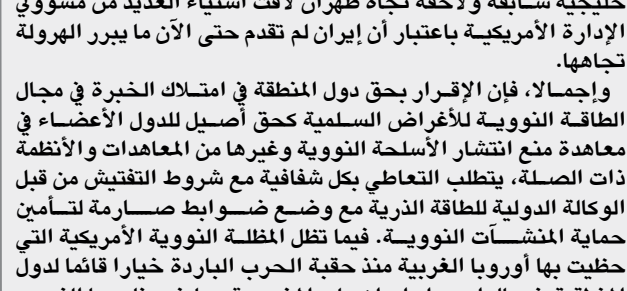 خليجية سابقة ولاحقة تجاه طهران لاقت استياء العديد من مسؤولي
الإدارة الأمريكية باعتبار أن إيران لم تقدم حتى الآن ما يبرر الهرولة
تجاهها.
وإجمالا، فإن الإقرار بحق دول المنطقة في امتلاك الخبرة في مجال
الطاقة النووية للأغراض السلمية كحق أصيل للدول الأعضاء في
معاهدة منع انتشار الأسلحة النووية وغيرها من المعاهدات والأنظمة
ذات الصلة، يتطلب التعاطي بكل شفافية مع شروط التفتيش من قبل
الوكالة الدولية للطاقة الذرية مع وضع ضوابط صارمة لتأمين
حماية المنشآت النووية. فيما تظل المظلة النووية الأمريكية التي
حظيت بها أوروبا الغربية منذ حقبة الحرب الباردة خيارا قائما لدول